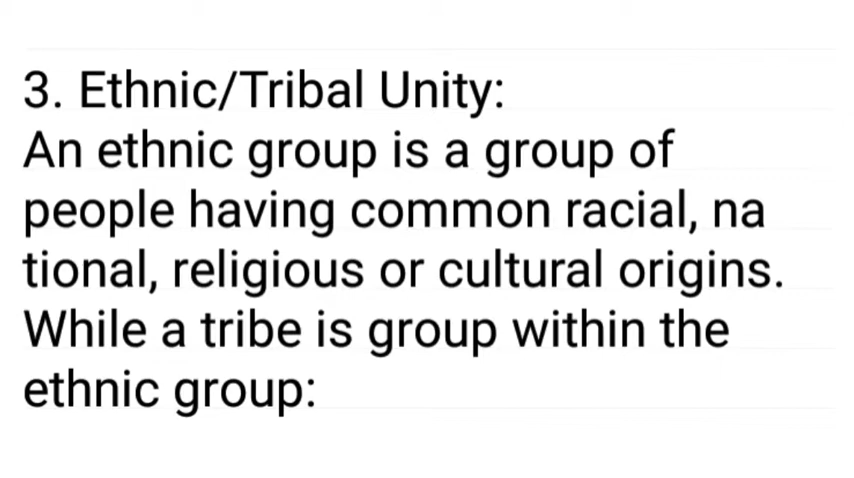 3. Ethnic/Tribal Unity:
An ethnic group is a group of
people having common racial, na
tional, religious or cultural origins.
While a tribe is group within the
ethnic group: